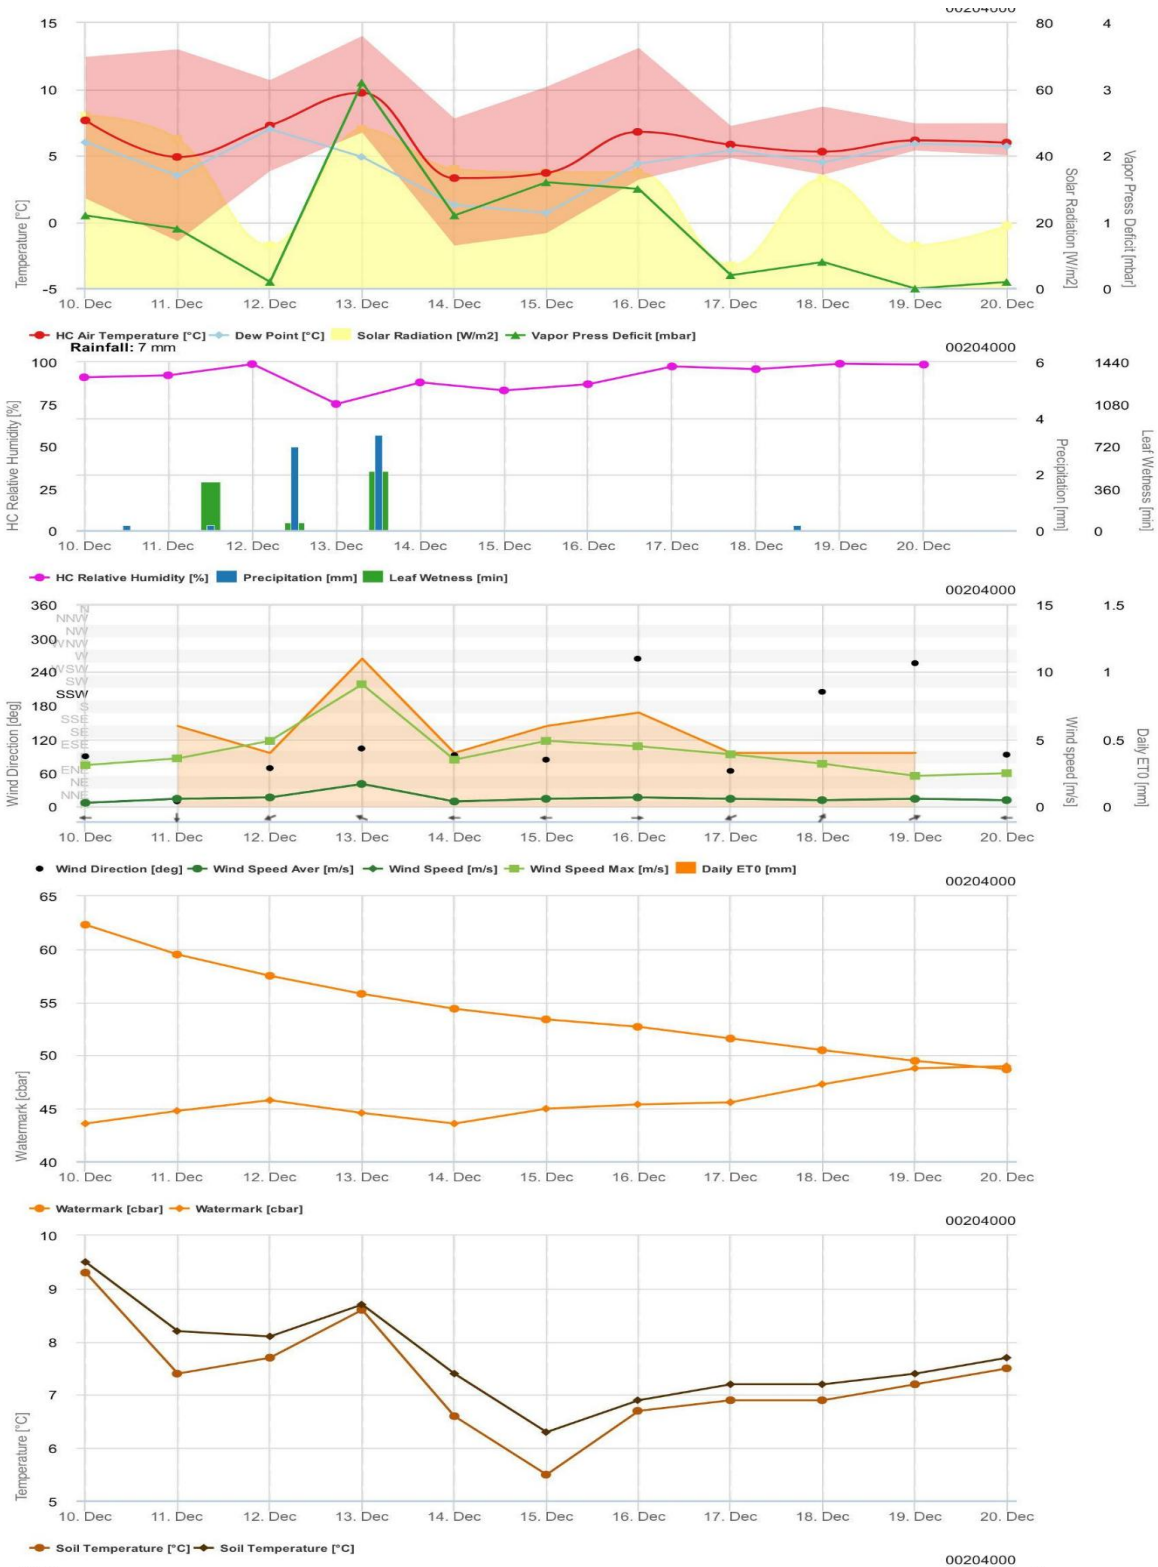 00204000
15 80 4
10 60 3
5 40 2
0 20 1
-5 0 0
Temperature [°C]
Solar Radiation [W/m2]
Vapor Press Deficit [mbar]
10. Dec 11. Dec 12. Dec 13. Dec 14. Dec 15. Dec 16. Dec 17. Dec 18. Dec 19. Dec 20. Dec
HC Air Temperature [°C] Dew Point [°C] Solar Radiation [W/m2] Vapor Press Deficit [mbar]
Rainfall: 7 mm 00204000
100 6 1440
75 4 1080
50 720
25 2 360
0 0 0
HC Relative Humidity [%]
Precipitation [mm]
Leaf Wetness [min]
10. Dec 11. Dec 12. Dec 13. Dec 14. Dec 15. Dec 16. Dec 17. Dec 18. Dec 19. Dec 20. Dec
HC Relative Humidity [%] Precipitation [mm] Leaf Wetness [min]
00204000
360 N 15 1.5
NNW
NW
300 WNW
W
240 WSW 10 1
SW
SSW
180 S
SSE
SE
120 ESE 5 0.5
60 ENE
NE
NNE
0 0 0
Wind Direction [deg]
Wind speed [m/s]
Daily ET0 [mm]
10. Dec 11. Dec 12. Dec 13. Dec 14. Dec 15. Dec 16. Dec 17. Dec 18. Dec 19. Dec 20. Dec
Wind Direction [deg] Wind Speed Aver [m/s] Wind Speed [m/s] Wind Speed Max [m/s] Daily ET0 [mm]
00204000
65
60
55
50
45
40
Watermark [cbar]
10. Dec 11. Dec 12. Dec 13. Dec 14. Dec 15. Dec 16. Dec 17. Dec 18. Dec 19. Dec 20. Dec
Watermark [cbar] Watermark [cbar]
00204000
10
9
8
7
6
5
Temperature [°C]
10. Dec 11. Dec 12. Dec 13. Dec 14. Dec 15. Dec 16. Dec 17. Dec 18. Dec 19. Dec 20. Dec
Soil Temperature [°C] Soil Temperature [°C]
00204000